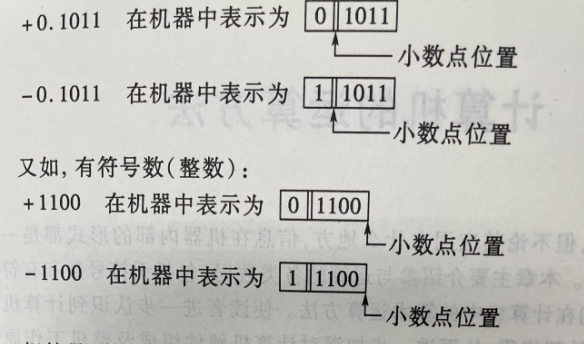 +0.1011 在机器中表示为 0 1011
小数点位置
-0.1011 在机器中表示为 1 1011
小数点位置
又如,有符号数(整数):
+1100 在机器中表示为 0 1100
小数点位置
-1100 在机器中表示为 1 1100
小数点位置